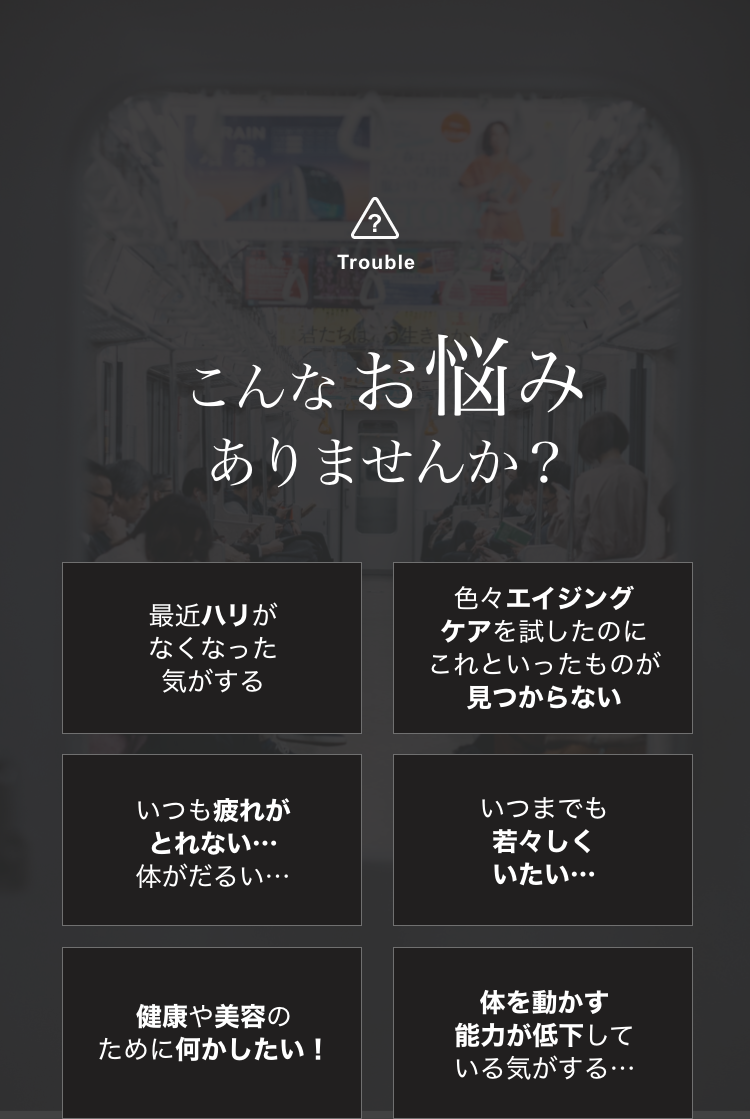 RAIN
Trouble
こんなお悩み
ありませんか？
最近ハリが
なくなった
気がする
色々エイジング
ケアを試したのに
これといったものが
見つからない
いつも疲れが
とれない…
体がだるい…
いつまでも
若々しく
いたい…
健康や美容の
ために何かしたい！
体を動かす
能力が低下して
いる気がする…